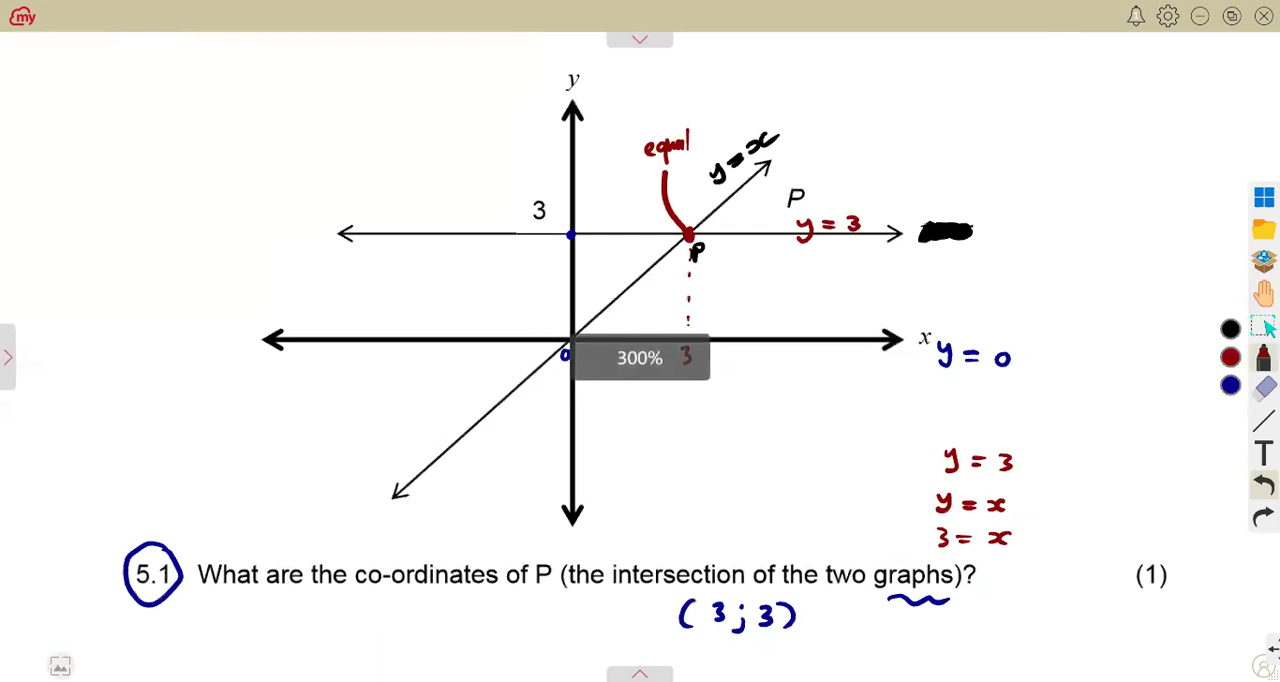 my
y
equal
y = x
3
P
y = 3
P
x
0
300%
3
y = 0
y = 3
y = x
3 = x
5.1 What are the co-ordinates of P (the intersection of the two graphs)? (1)
(3 ; 3)
T